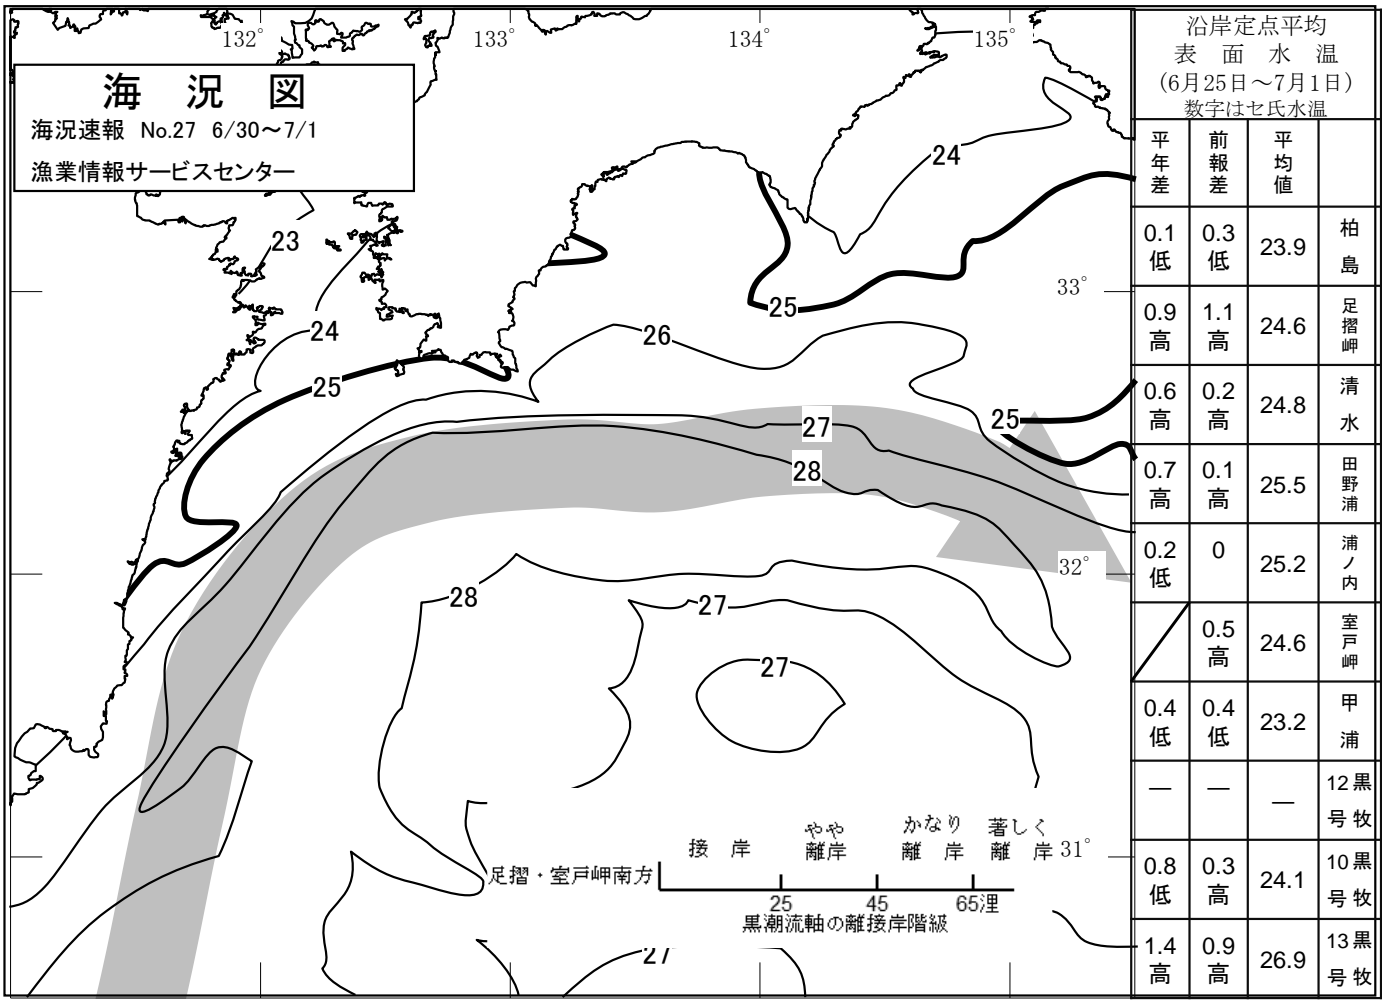 132°
133°
134°
135°
海　況　図
海況速報 No.27 6/30～7/1
漁業情報サービスセンター
24
23
33°
25
24
26
25
25
27
28
32°
28
27
27
やや　かなり　著しく
接　岸　離岸　離　岸　離　岸
31°
足摺・室戸岬南方
25　45　65浬
黒潮流軸の離接岸階級
27
沿岸定点平均
表　面　水　温
(6月25日～7月1日)
数字はセ氏水温
平年差　前報差　平均値
0.1低　0.3低　23.9　柏島
0.9高　1.1高　24.6　足摺岬
0.6高　0.2高　24.8　清水
0.7高　0.1高　25.5　田野浦
0.2低　0　25.2　浦ノ内
0.5高　24.6　室戸岬
0.4低　0.4低　23.2　甲浦
―　―　―　黒牧12号
0.8低　0.3高　24.1　黒牧10号
1.4高　0.9高　26.9　黒牧13号